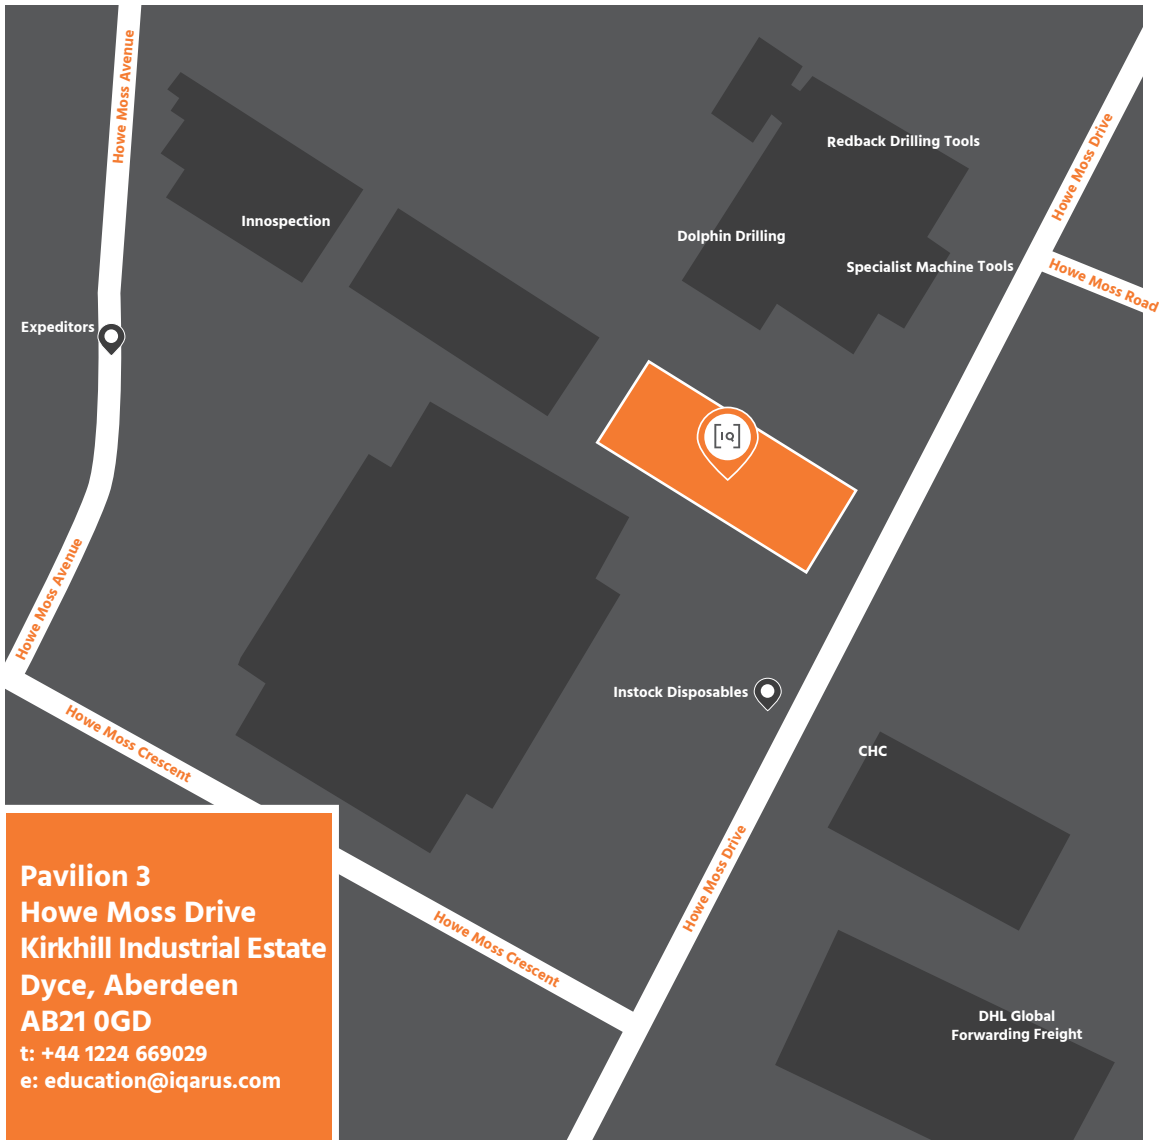 Howe Moss Avenue
Howe Moss Drive
Redback Drilling Tools
Innospection
Dolphin Drilling
Specialist Machine Tools
Howe Moss Road
Expeditors
IQ
Howe Moss Avenue
Instock Disposables
Howe Moss Crescent
CHC
Howe Moss Drive
Howe Moss Crescent
DHL Global
Forwarding Freight
Pavilion 3
Howe Moss Drive
Kirkhill Industrial Estate
Dyce, Aberdeen
AB21 0GD
t: +44 1224 669029
e: education@iqarus.com